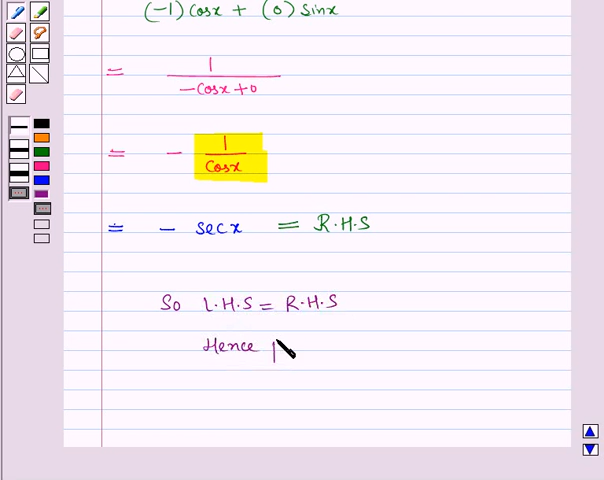 (-1) cosx + (0) sinx
= 1 / -cosx+0
= - 1 / cosx
= - secx = R.H.S
So L.H.S = R.H.S
Hence